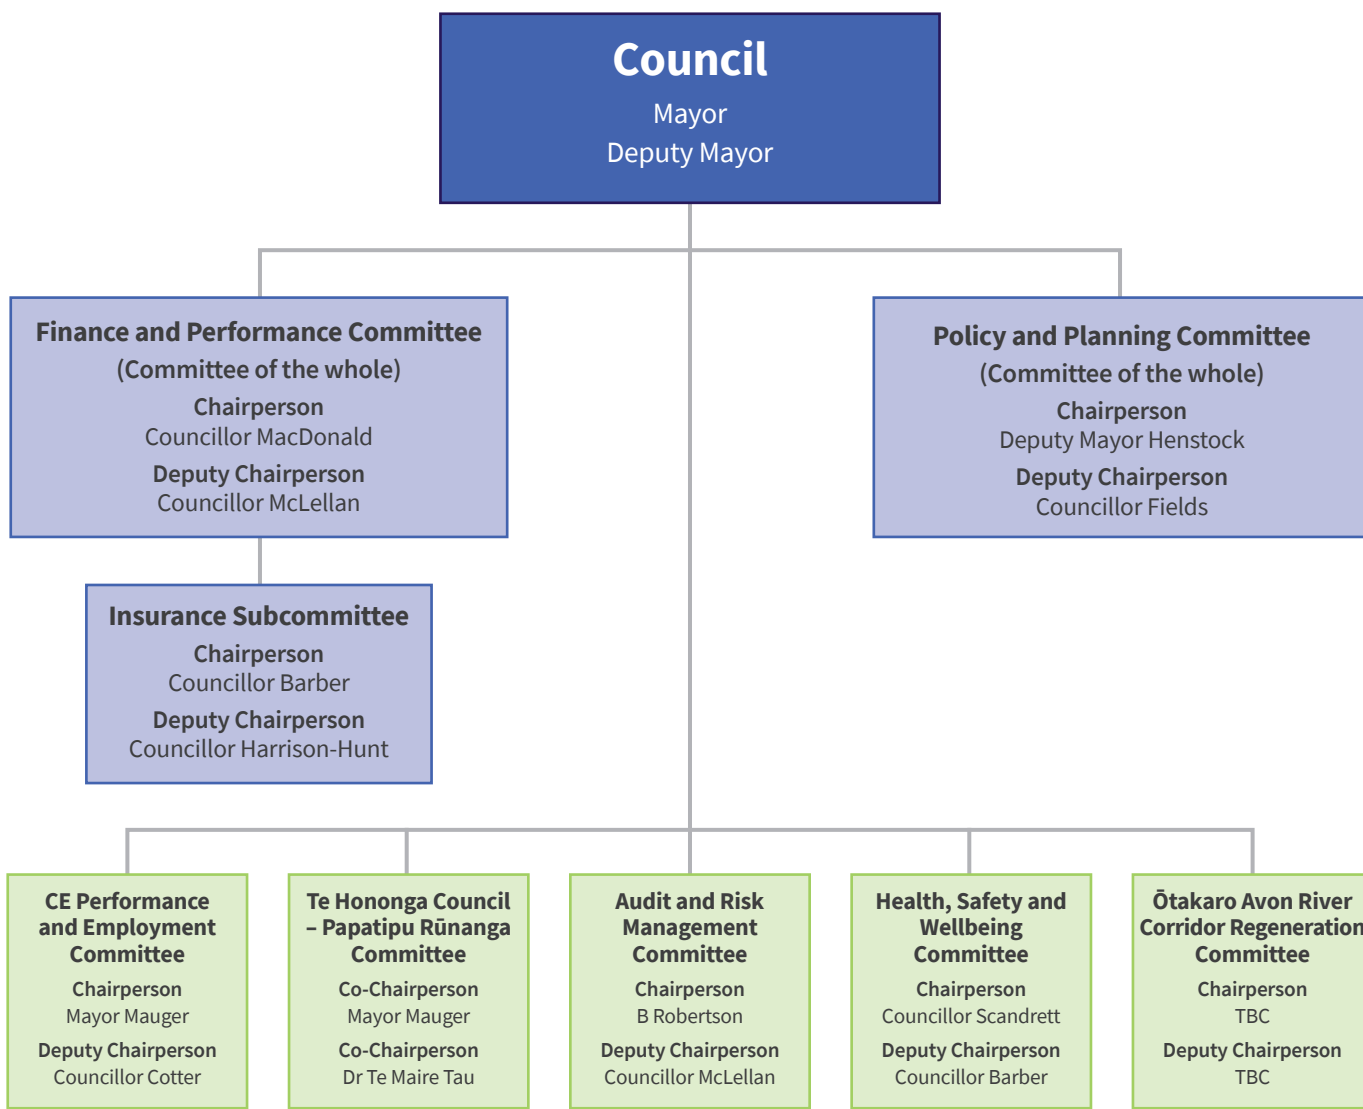 Council
Mayor
Deputy Mayor
Finance and Performance Committee
(Committee of the whole)
Chairperson
Councillor MacDonald
Deputy Chairperson
Councillor McLellan
Policy and Planning Committee
(Committee of the whole)
Chairperson
Deputy Mayor Henstock
Deputy Chairperson
Councillor Fields
Insurance Subcommittee
Chairperson
Councillor Barber
Deputy Chairperson
Councillor Harrison-Hunt
CE Performance
and Employment
Committee
Chairperson
Mayor Mauger
Deputy Chairperson
Councillor Cotter
Te Hononga Council
– Papatipu Rūnanga
Committee
Co-Chairperson
Mayor Mauger
Co-Chairperson
Dr Te Maire Tau
Audit and Risk
Management
Committee
Chairperson
B Robertson
Deputy Chairperson
Councillor McLellan
Health, Safety and
Wellbeing
Committee
Chairperson
Councillor Scandrett
Deputy Chairperson
Councillor Barber
Ōtakaro Avon River
Corridor Regeneration
Committee
Chairperson
TBC
Deputy Chairperson
TBC